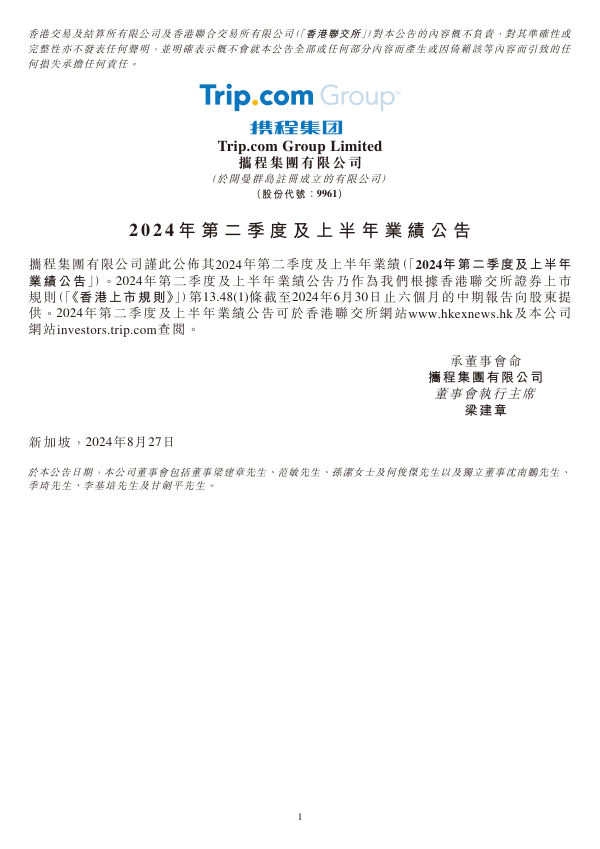 香港交易及結算所有限公司及香港聯合交易所有限公司(「香港聯交所」)對本公告的內容概不負責，對其準確性或
完整性亦不發表任何聲明，並明確表示概不會就本公告全部或任何部分內容而產生或因倚賴該等內容而引致的任
何損失承擔任何責任。
Trip.com Group™
携程集团
Trip.com Group Limited
攜程集團有限公司
(於開曼群島註冊成立的有限公司)
(股份代號：9961)
2024年第二季度及上半年業績公告
攜程集團有限公司謹此公佈其2024年第二季度及上半年業績(「2024年第二季度及上半年
業績公告」)。2024年第二季度及上半年業績公告乃作為我們根據香港聯交所證券上市
規則(「《香港上市規則》」)第13.48(1)條截至2024年6月30日止六個月的中期報告向股東提
供。2024年第二季度及上半年業績公告可於香港聯交所網站www.hkexnews.hk及本公司
網站investors.trip.com查閱。
承董事會命
攜程集團有限公司
董事會執行主席
梁建章
新加坡，2024年8月27日
於本公告日期，本公司董事會包括董事梁建章先生、范敏先生、孫潔女士及何俊傑先生以及獨立董事沈南鵬先生、
季琦先生、李基培先生及甘劍平先生。
1